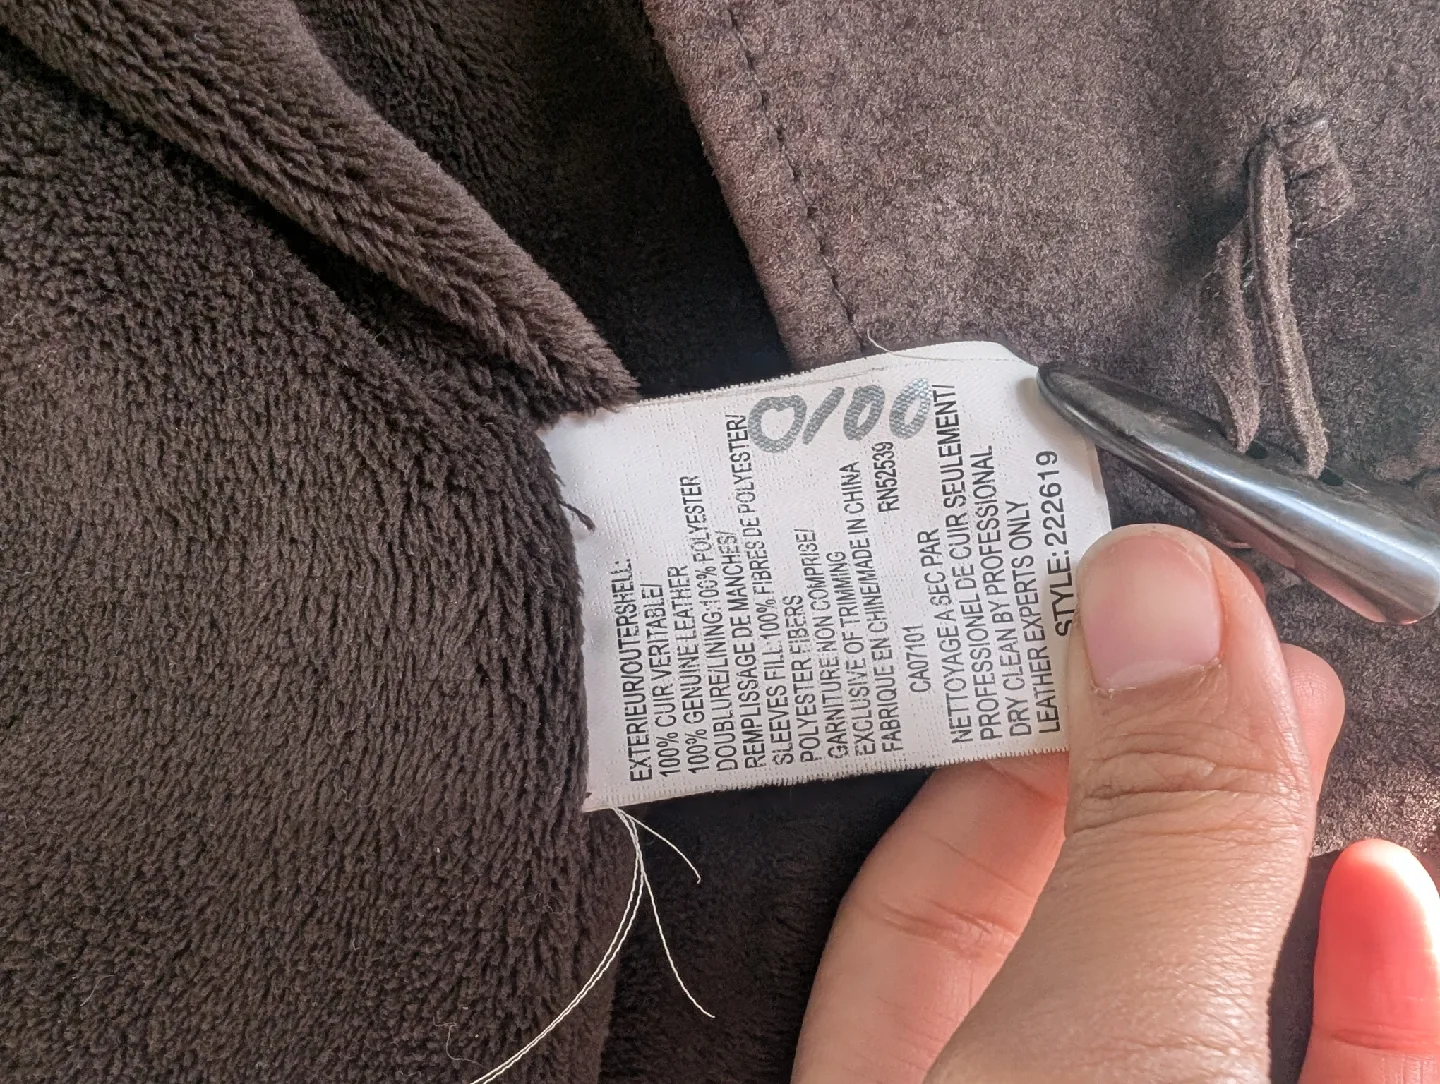 EXTERIEUR/OUTERSHELL:
100% CUIR VERITABLE/
100% GENUINE LEATHER
DOUBLURE/LINING:100% POLYESTER
REMPLISSAGE DE MANCHES/
SLEEVES FILL:100% FIBRES DE POLYESTER/
POLYESTER FIBERS
GARNITURE NON COMPRISE/
EXCLUSIVE OF TRIMMING
FABRIQUE EN CHINE/MADE IN CHINA
CA07101 RN52539
NETTOYAGE A SEC PAR
PROFESSIONEL DE CUIR SEULEMENT/
DRY CLEAN BY PROFESSIONAL
LEATHER EXPERTS ONLY
STYLE: 222619
0/00